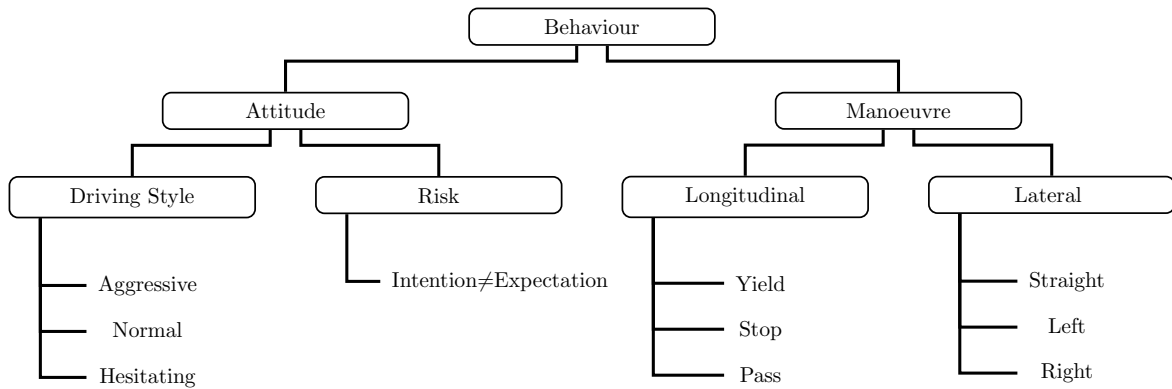 Behaviour
Attitude
Manoeuvre
Driving Style
Risk
Longitudinal
Lateral
Aggressive
Normal
Hesitating
Intention≠Expectation
Yield
Stop
Pass
Straight
Left
Right